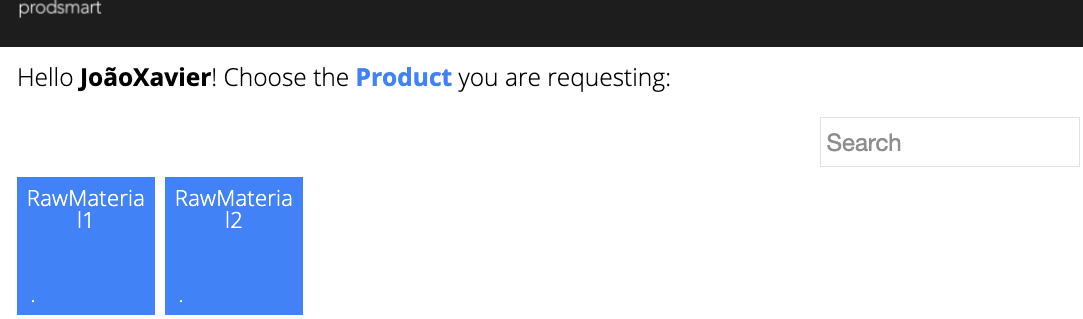 prodsmart
Hello JoãoXavier! Choose the Product you are requesting:
Search
RawMateria
l1
.
RawMateria
l2
.